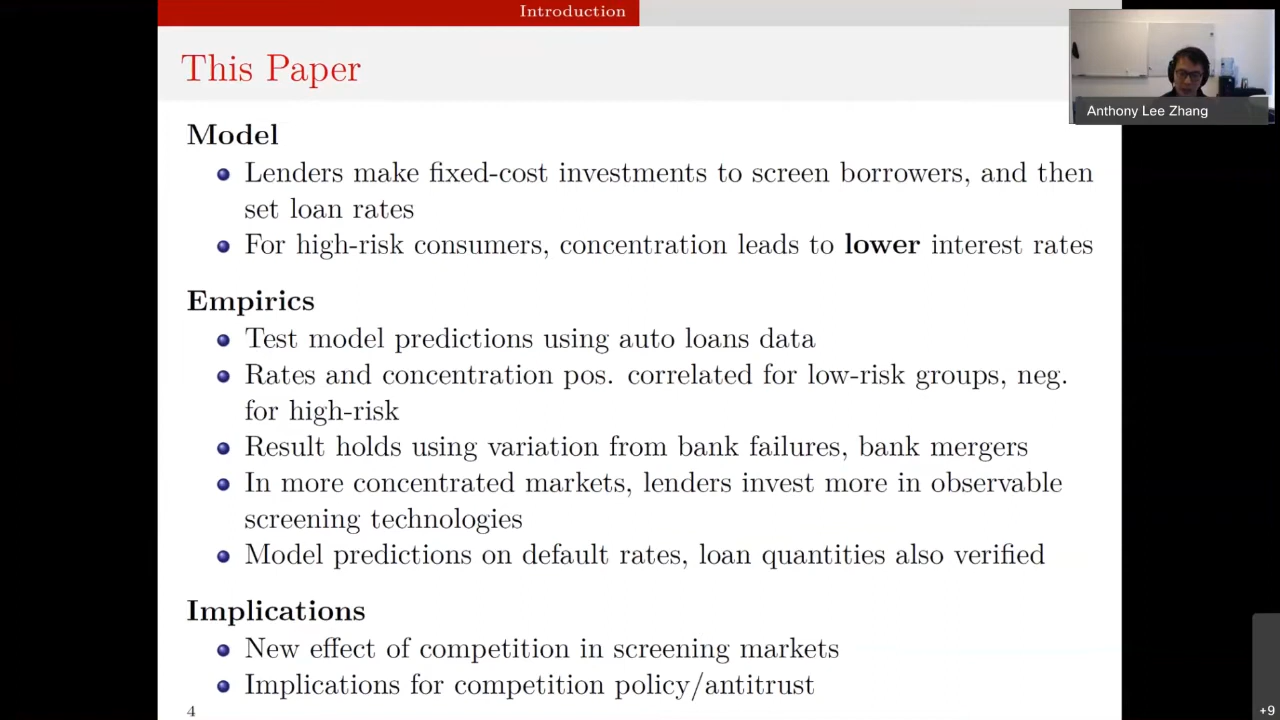 Introduction
This Paper
Anthony Lee Zhang
Model
Lenders make fixed-cost investments to screen borrowers, and then
set loan rates
For high-risk consumers, concentration leads to lower interest rates
Empirics
Test model predictions using auto loans data
Rates and concentration pos. correlated for low-risk groups, neg.
for high-risk
Result holds using variation from bank failures, bank mergers
In more concentrated markets, lenders invest more in observable
screening technologies
Model predictions on default rates, loan quantities also verified
Implications
New effect of competition in screening markets
Implications for competition policy/antitrust
4
+9